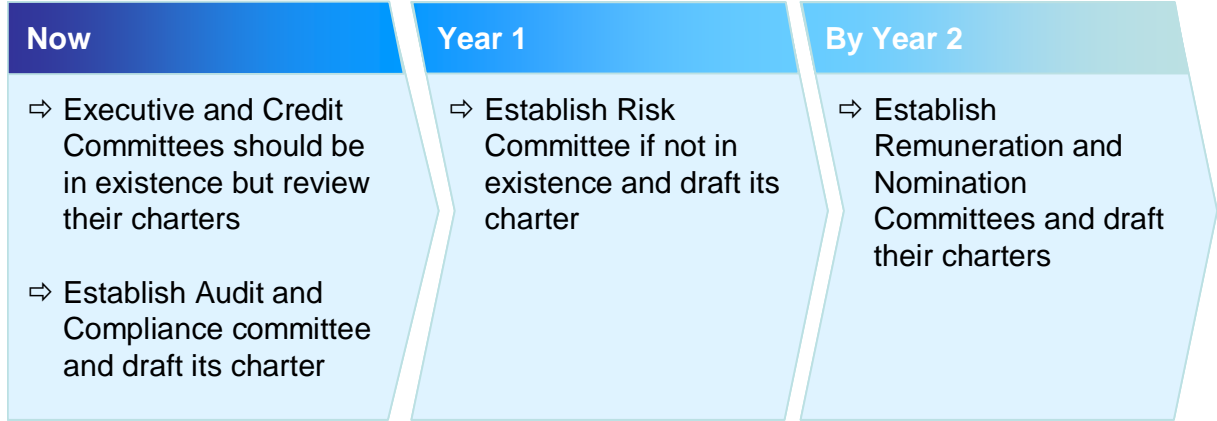 Now
⇨ Executive and Credit
Committees should be
in existence but review
their charters
⇨ Establish Audit and
Compliance committee
and draft its charter
Year 1
⇨ Establish Risk
Committee if not in
existence and draft its
charter
By Year 2
⇨ Establish
Remuneration and
Nomination
Committees and draft
their charters